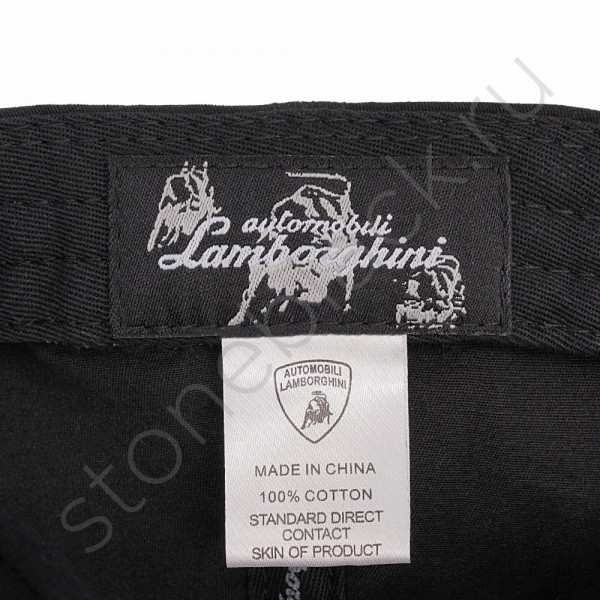 automobili
Lamborghini
AUTOMOBILI
LAMBORGHINI
MADE IN CHINA
100% COTTON
STANDARD DIRECT
CONTACT
SKIN OF PRODUCT
stonebrick.ru